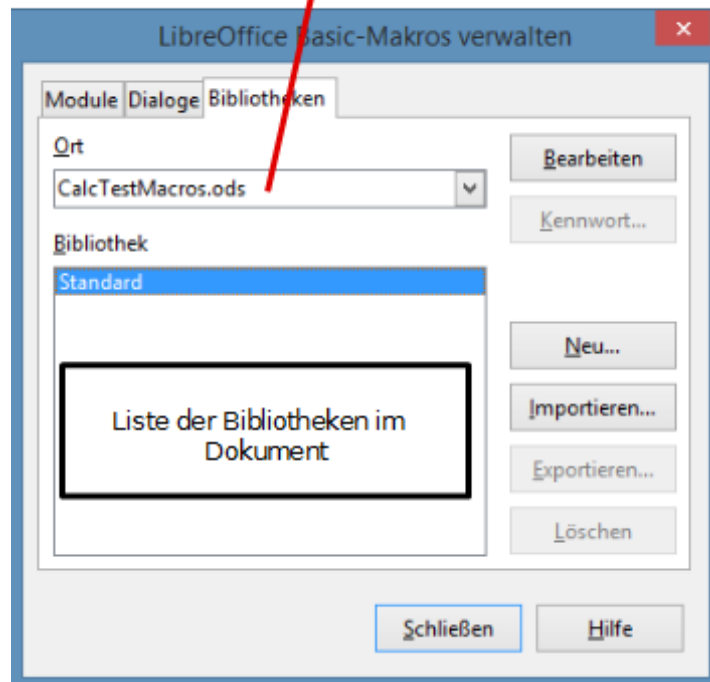 LibreOffice Basic-Makros verwalten
Module Dialoge Bibliotheken
Ort
CalcTestMacros.ods
Bearbeiten
Kennwort...
Bibliothek
Standard
Neu...
Liste der Bibliotheken im
Dokument
Importieren...
Exportieren...
Löschen
Schließen
Hilfe